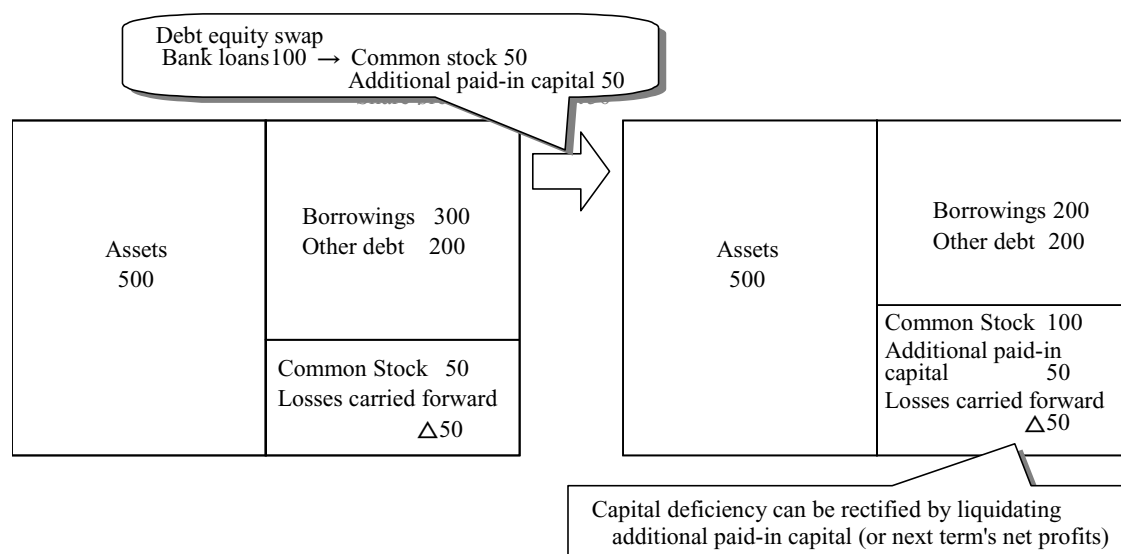 Debt equity swap
Bank loans100 → Common stock 50
Additional paid-in capital 50
Assets
500
Borrowings 300
Other debt 200
Common Stock 50
Losses carried forward
△50
Assets
500
Borrowings 200
Other debt 200
Common Stock 100
Additional paid-in
capital 50
Losses carried forward
△50
Capital deficiency can be rectified by liquidating
additional paid-in capital (or next term's net profits)